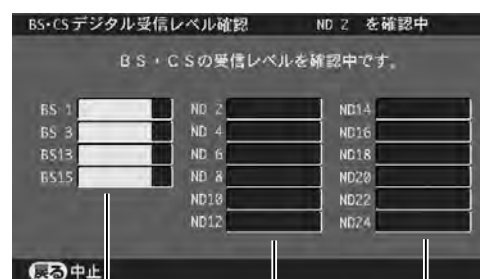 BS・CSデジタル受信レベル確認 ND 2 を確認中
BS・CSの受信レベルを確認中です。
BS 1 ND 2 ND14
BS 3 ND 4 ND16
BS13 ND 6 ND18
BS15 ND 8 ND20
ND10 ND22
ND12 ND24
戻る 中止